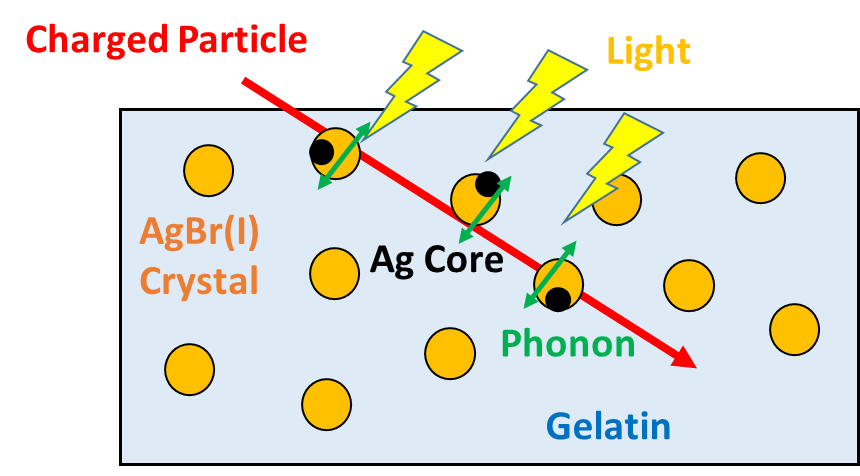 Charged Particle
Light
AgBr(I)
Crystal
Ag Core
Phonon
Gelatin